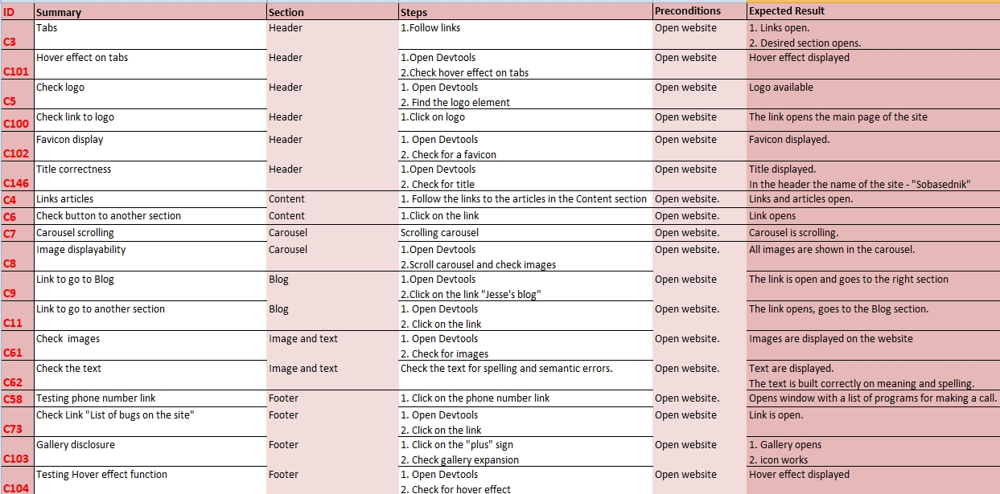 ID Summary Section Steps Preconditions Expected Result
C3 Tabs Header 1.Follow links Open website 1. Links open.
2. Desired section opens.
C101 Hover effect on tabs Header 1.Open Devtools Open website Hover effect displayed
2.Check hover effect on tabs
C5 Check logo Header 1. Open Devtools Open website Logo available
2. Find the logo element
C100 Check link to logo Header 1.Click on logo Open website The link opens the main page of the site
C102 Favicon display Header 1. Open Devtools Open website Favicon displayed.
2. Check for a favicon
C146 Title correctness Header 1.Open Devtools Open website Title displayed.
2. Check for title In the header the name of the site - "Sobasednik"
C4 Links articles Content 1. Follow the links to the articles in the Content section Open website. Links and articles open.
C6 Check button to another section Content 1.Click on the link Open website. Link opens
C7 Carousel scrolling Carousel Scrolling carousel Open website. Carousel is scrolling.
C8 Image displayability Carousel 1.Open Devtools Open website. All images are shown in the carousel.
2.Scroll carousel and check images
C9 Link to go to Blog Blog 1.Open Devtools Open website The link is open and goes to the right section
2.Click on the link "Jesse's blog"
C11 Link to go to another section Blog 1. Open Devtools Open website. The link opens, goes to the Blog section.
2. Click on the link
C61 Check  images Image and text 1. Open Devtools Open website. Images are displayed on the website
2. Check for images
C62 Check the text Image and text Check the text for spelling and semantic errors. Open website. Text are displayed.
The text is built correctly on meaning and spelling.
C58 Testing phone number link Footer 1. Click on the phone number link Open website. Opens window with a list of programs for making a call.
C73 Check Link "List of bugs on the site" Footer 1. Open Devtools Open website Link is open.
2. Click on the link
C103 Gallery disclosure Footer 1. Click on the "plus" sign Open website 1. Gallery opens
2. Check gallery expansion 2. icon works
C104 Testing Hover effect function Footer 1. Open Devtools Open website Hover effect displayed
2. Check for hover effect